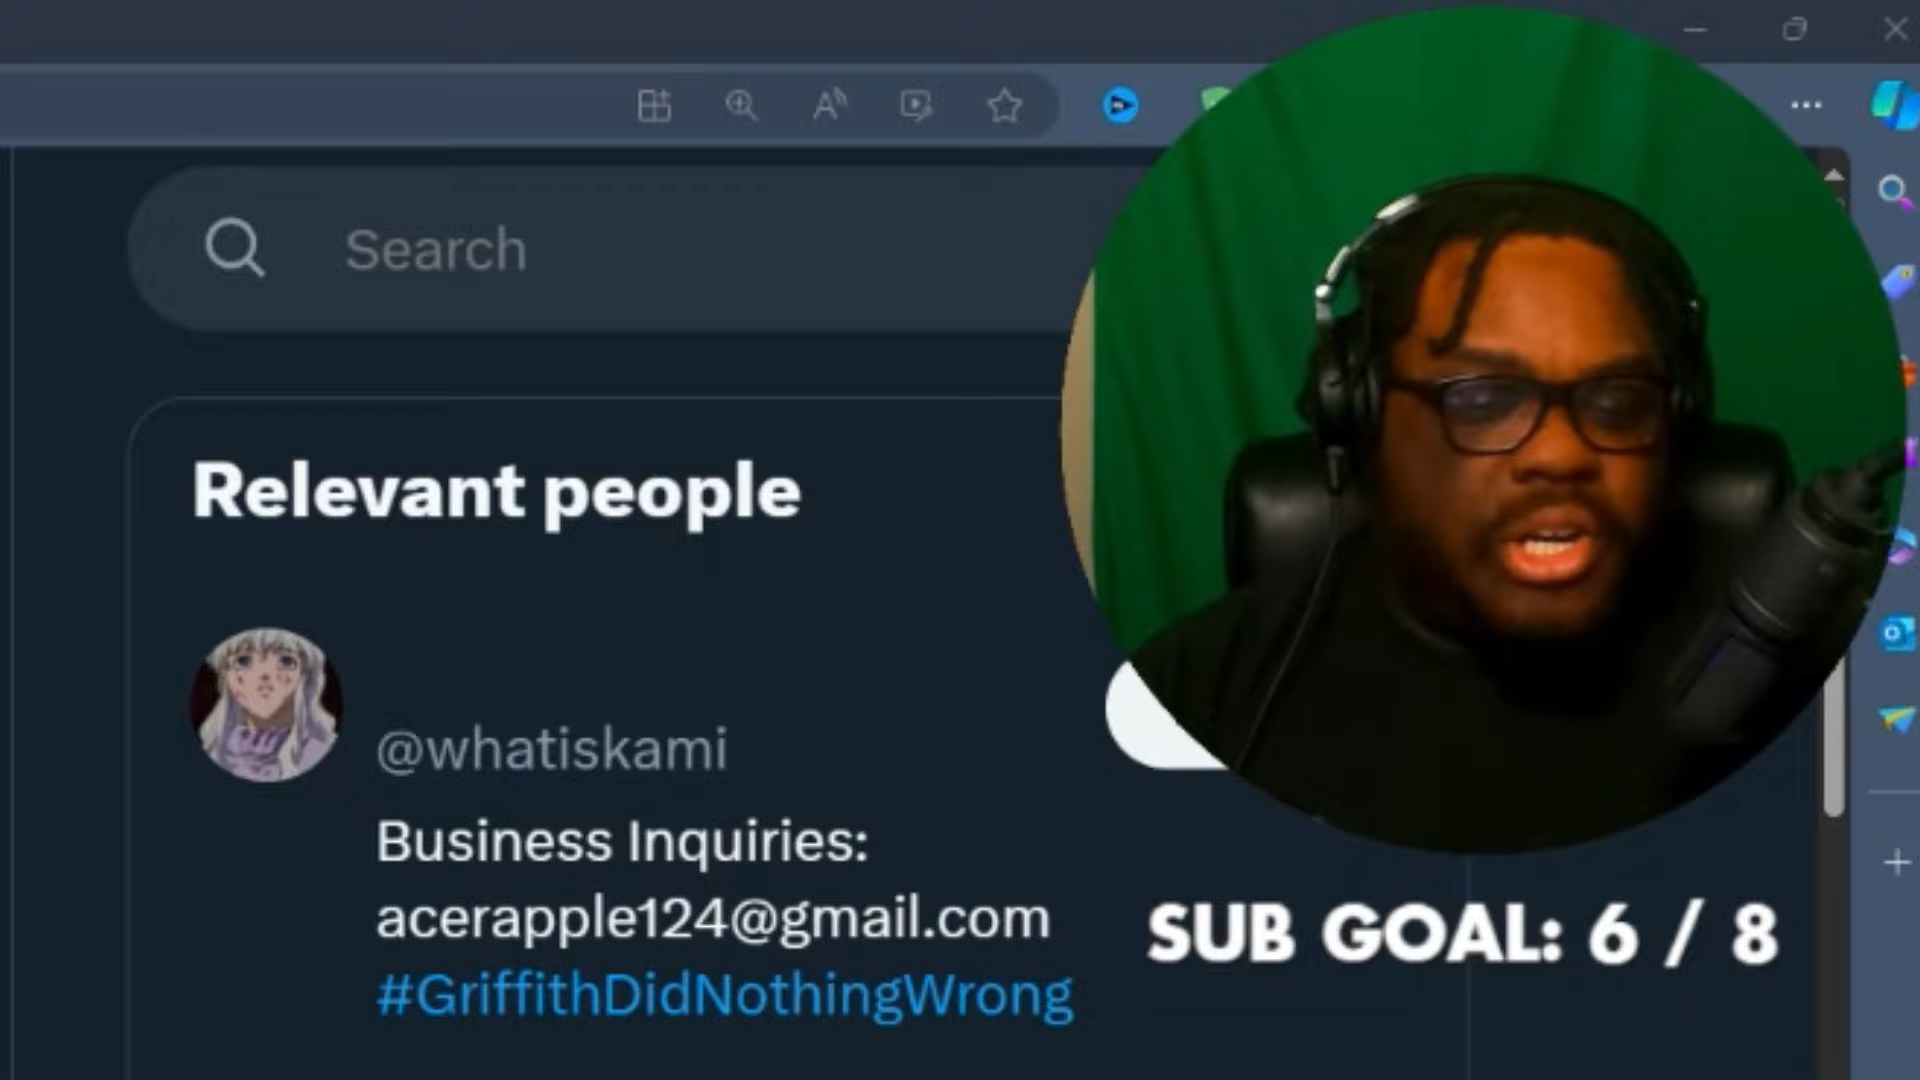 Search
Relevant people
@whatiskami
Business Inquiries:
acerapple124@gmail.com
#GriffithDidNothingWrong
SUB GOAL: 6 / 8